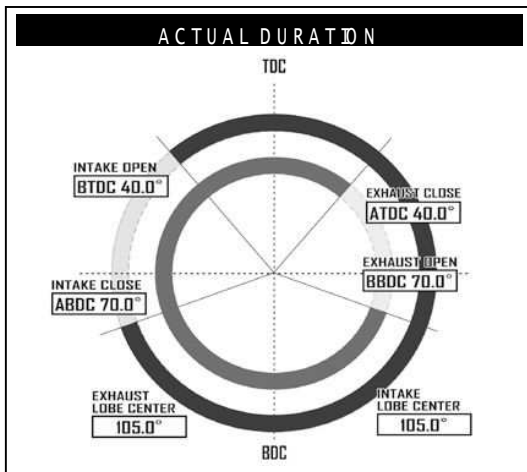 ACTUAL DURATION
TDC
INTAKE OPEN
BTDC 40.0°
EXHAUST CLOSE
ATDC 40.0°
EXHAUST OPEN
BBDC 70.0°
INTAKE CLOSE
ABDC 70.0°
EXHAUST
LOBE CENTER
105.0°
INTAKE
LOBE CENTER
105.0°
BDC